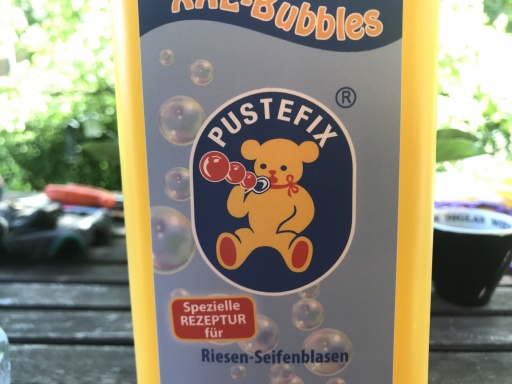 XXL-Bubbles
®
PUSTEFIX
Spezielle
REZEPTUR
für
Riesen-Seifenblasen